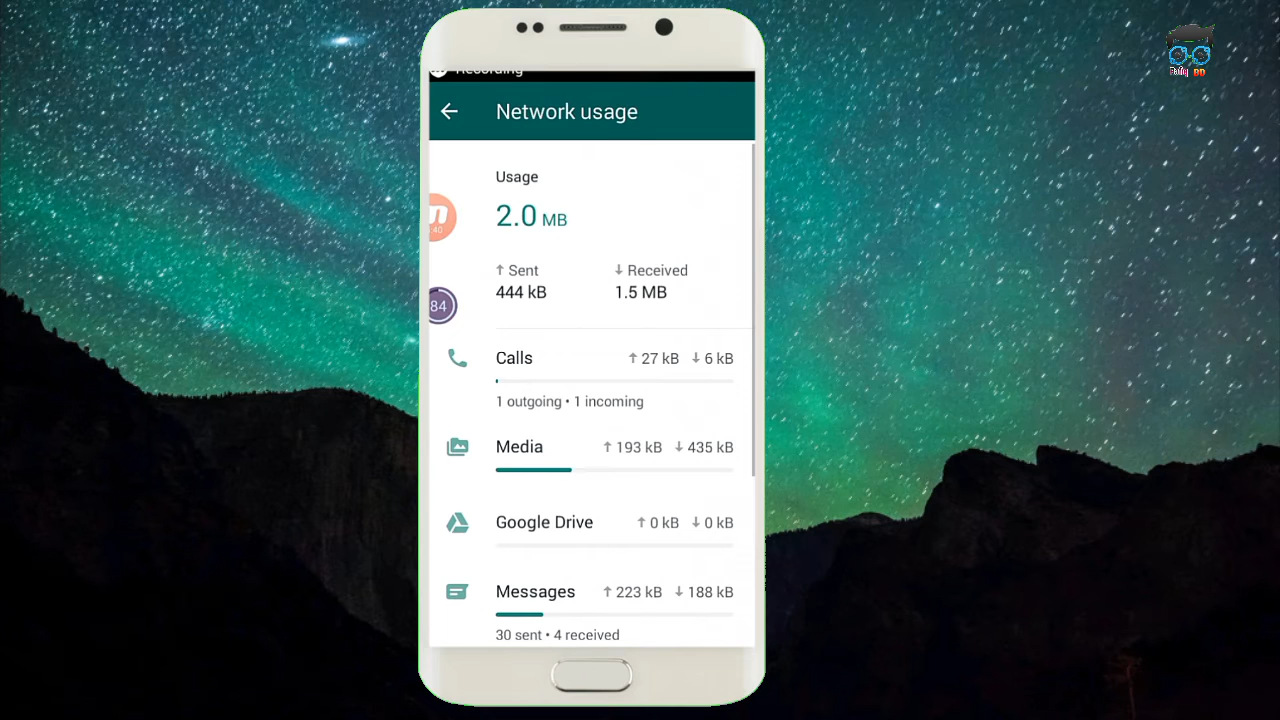 Recording
Network usage
Usage
2.0 MB
↑ Sent ↓ Received
444 kB 1.5 MB
84
Calls ↑ 27 kB ↓ 6 kB
1 outgoing • 1 incoming
Media ↑ 193 kB ↓ 435 kB
Google Drive ↑ 0 kB ↓ 0 kB
Messages ↑ 223 kB ↓ 188 kB
30 sent • 4 received